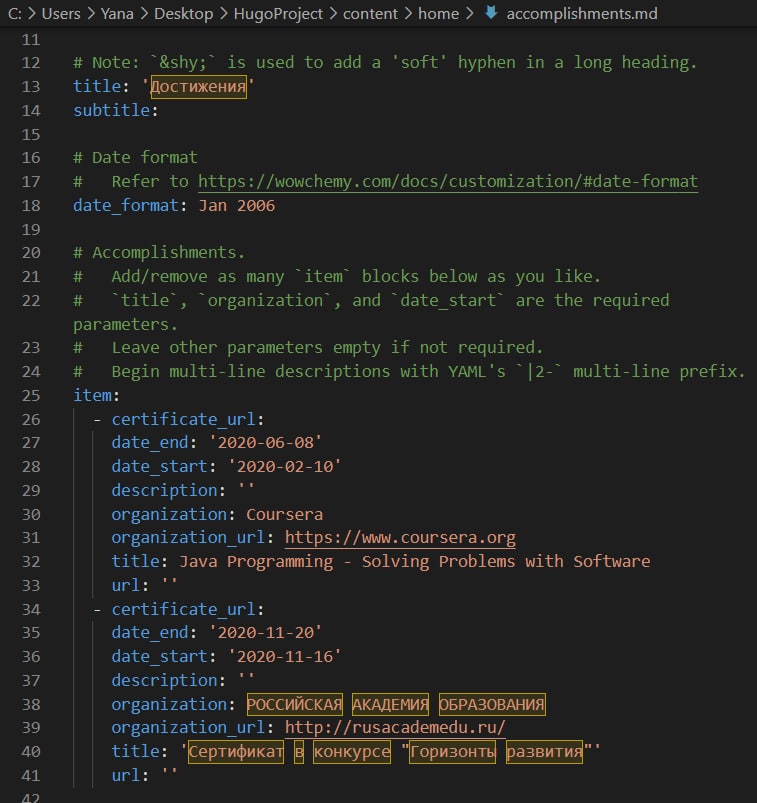 C: > Users > Yana > Desktop > HugoProject > content > home > accomplishments.md
11
12 # Note: `&shy;` is used to add a 'soft' hyphen in a long heading.
13 title: 'Достижения'
14 subtitle:
15
16 # Date format
17 #   Refer to https://wowchemy.com/docs/customization/#date-format
18 date_format: Jan 2006
19
20 # Accomplishments.
21 #   Add/remove as many `item` blocks below as you like.
22 #   `title`, `organization`, and `date_start` are the required
parameters.
23 #   Leave other parameters empty if not required.
24 #   Begin multi-line descriptions with YAML's `|2-` multi-line prefix.
25 item:
26   - certificate_url:
27     date_end: '2020-06-08'
28     date_start: '2020-02-10'
29     description: ''
30     organization: Coursera
31     organization_url: https://www.coursera.org
32     title: Java Programming - Solving Problems with Software
33     url: ''
34   - certificate_url:
35     date_end: '2020-11-20'
36     date_start: '2020-11-16'
37     description: ''
38     organization: РОССИЙСКАЯ АКАДЕМИЯ ОБРАЗОВАНИЯ
39     organization_url: http://rusacademedu.ru/
40     title: 'Сертификат в конкурсе "Горизонты развития"'
41     url: ''
42